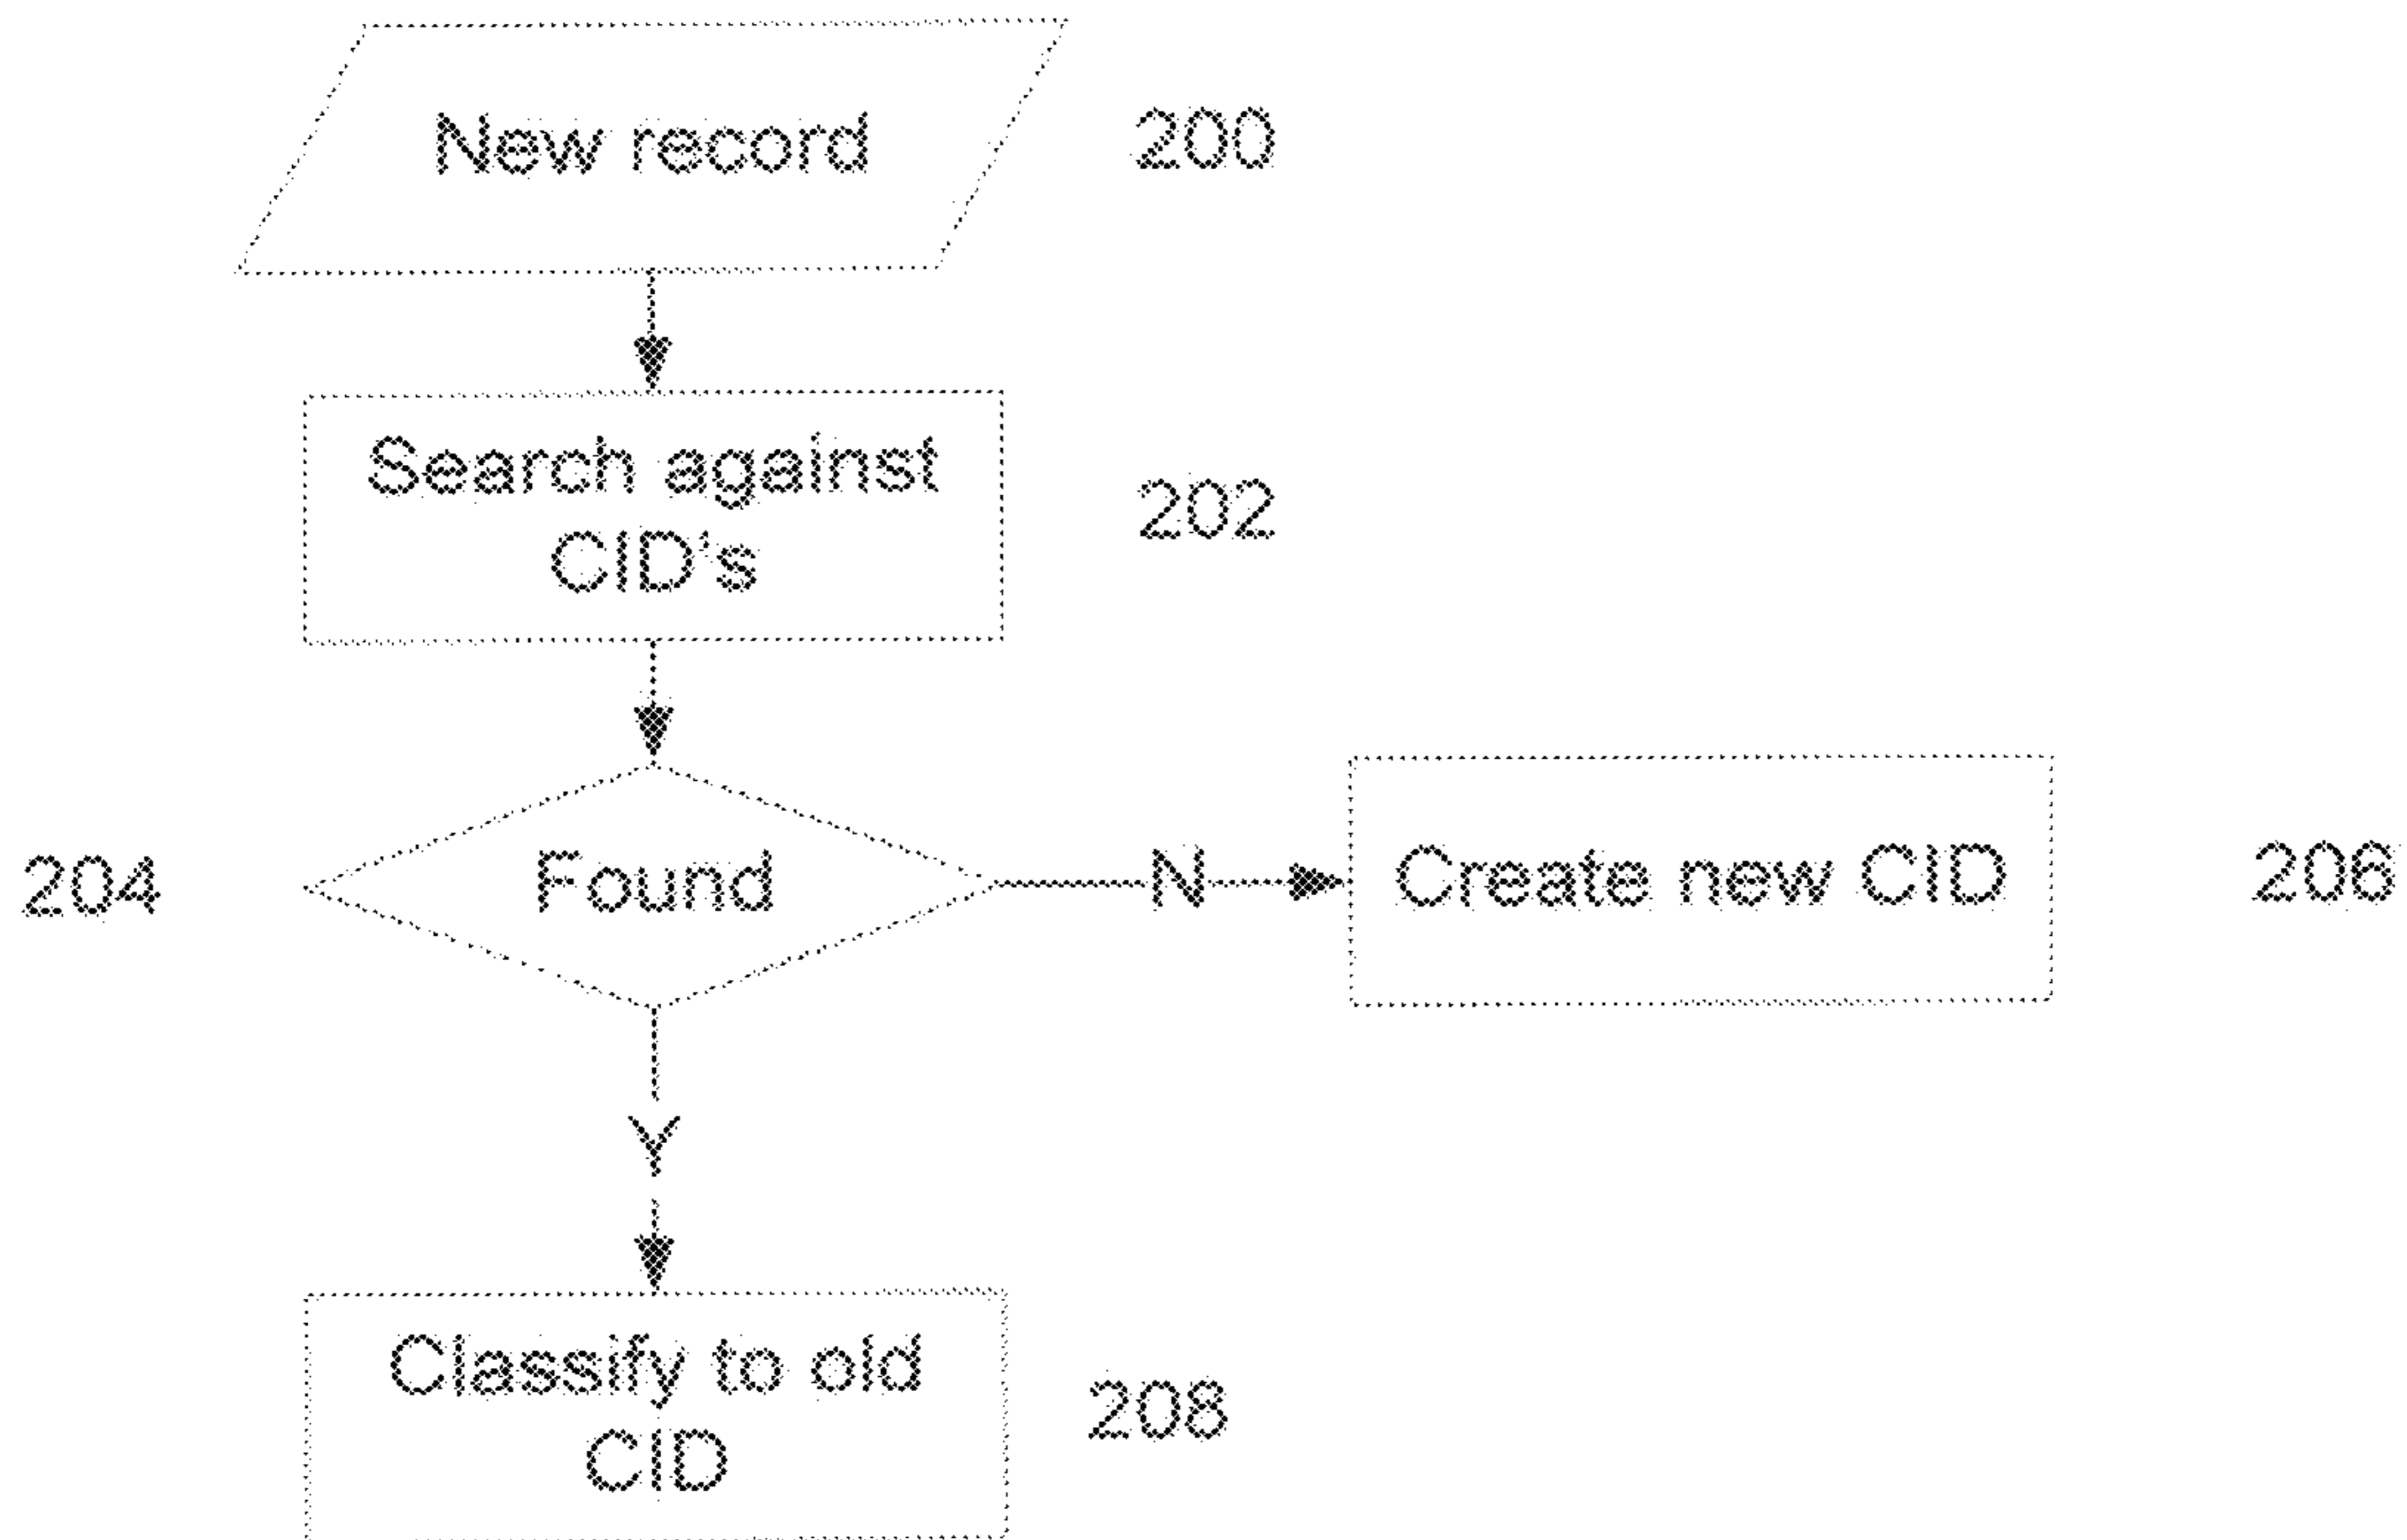 New record
200
Search against
CID's
202
204
Found
N
Create new CID
206
Y
Classify to old
CID
208